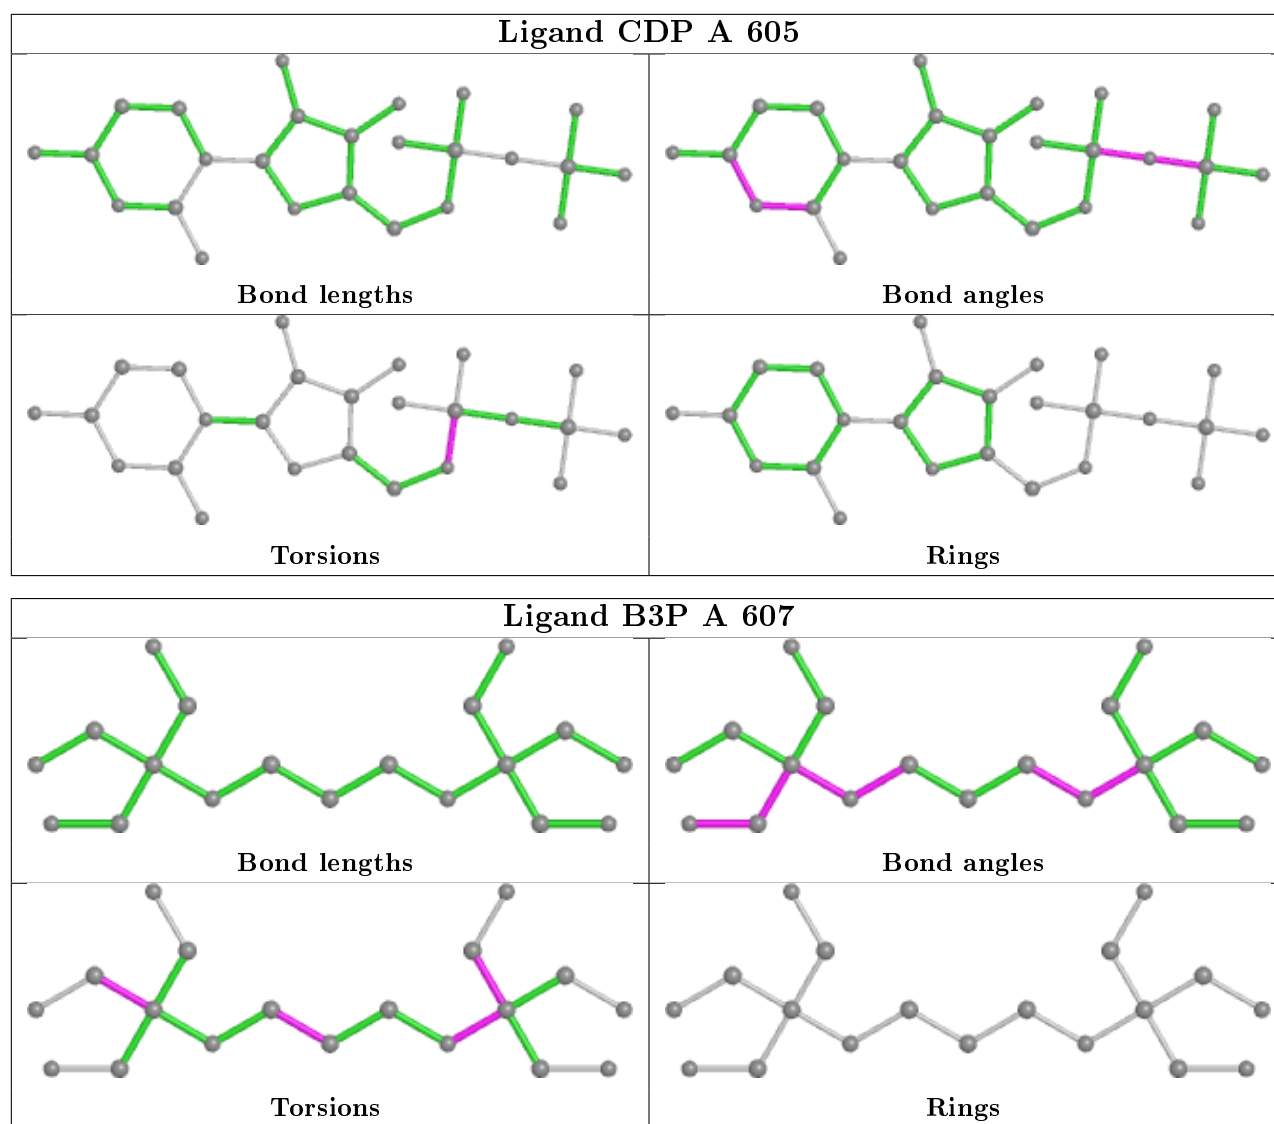 Ligand CDP A 605
Bond lengths
Bond angles
Torsions
Rings
Ligand B3P A 607
Bond lengths
Bond angles
Torsions
Rings